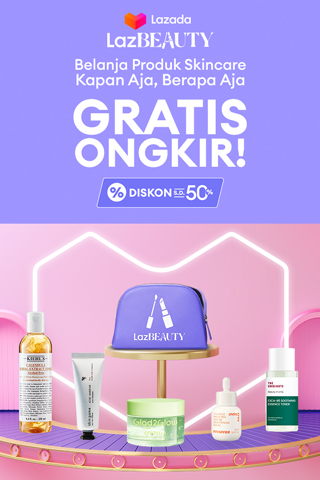 Lazada
LazBEAUTY
Belanja Produk Skincare
Kapan Aja, Berapa Aja
GRATIS
ONGKIR!
% DISKON S.D. 50%
LazBEAUTY
KIEHL'S
Glad2Glow